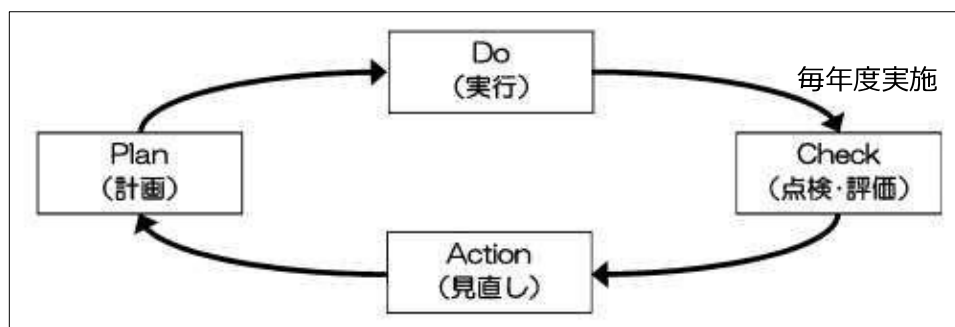 Do
(実行)
毎年度実施
Plan
(計画)
Check
(点検・評価)
Action
(見直し)